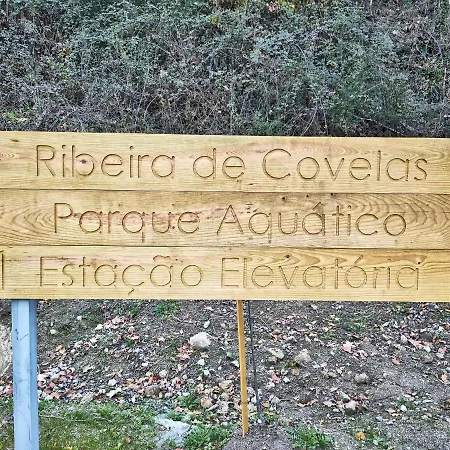 Ribeira de Covelas
Parque Aquático
Estação Elevatória